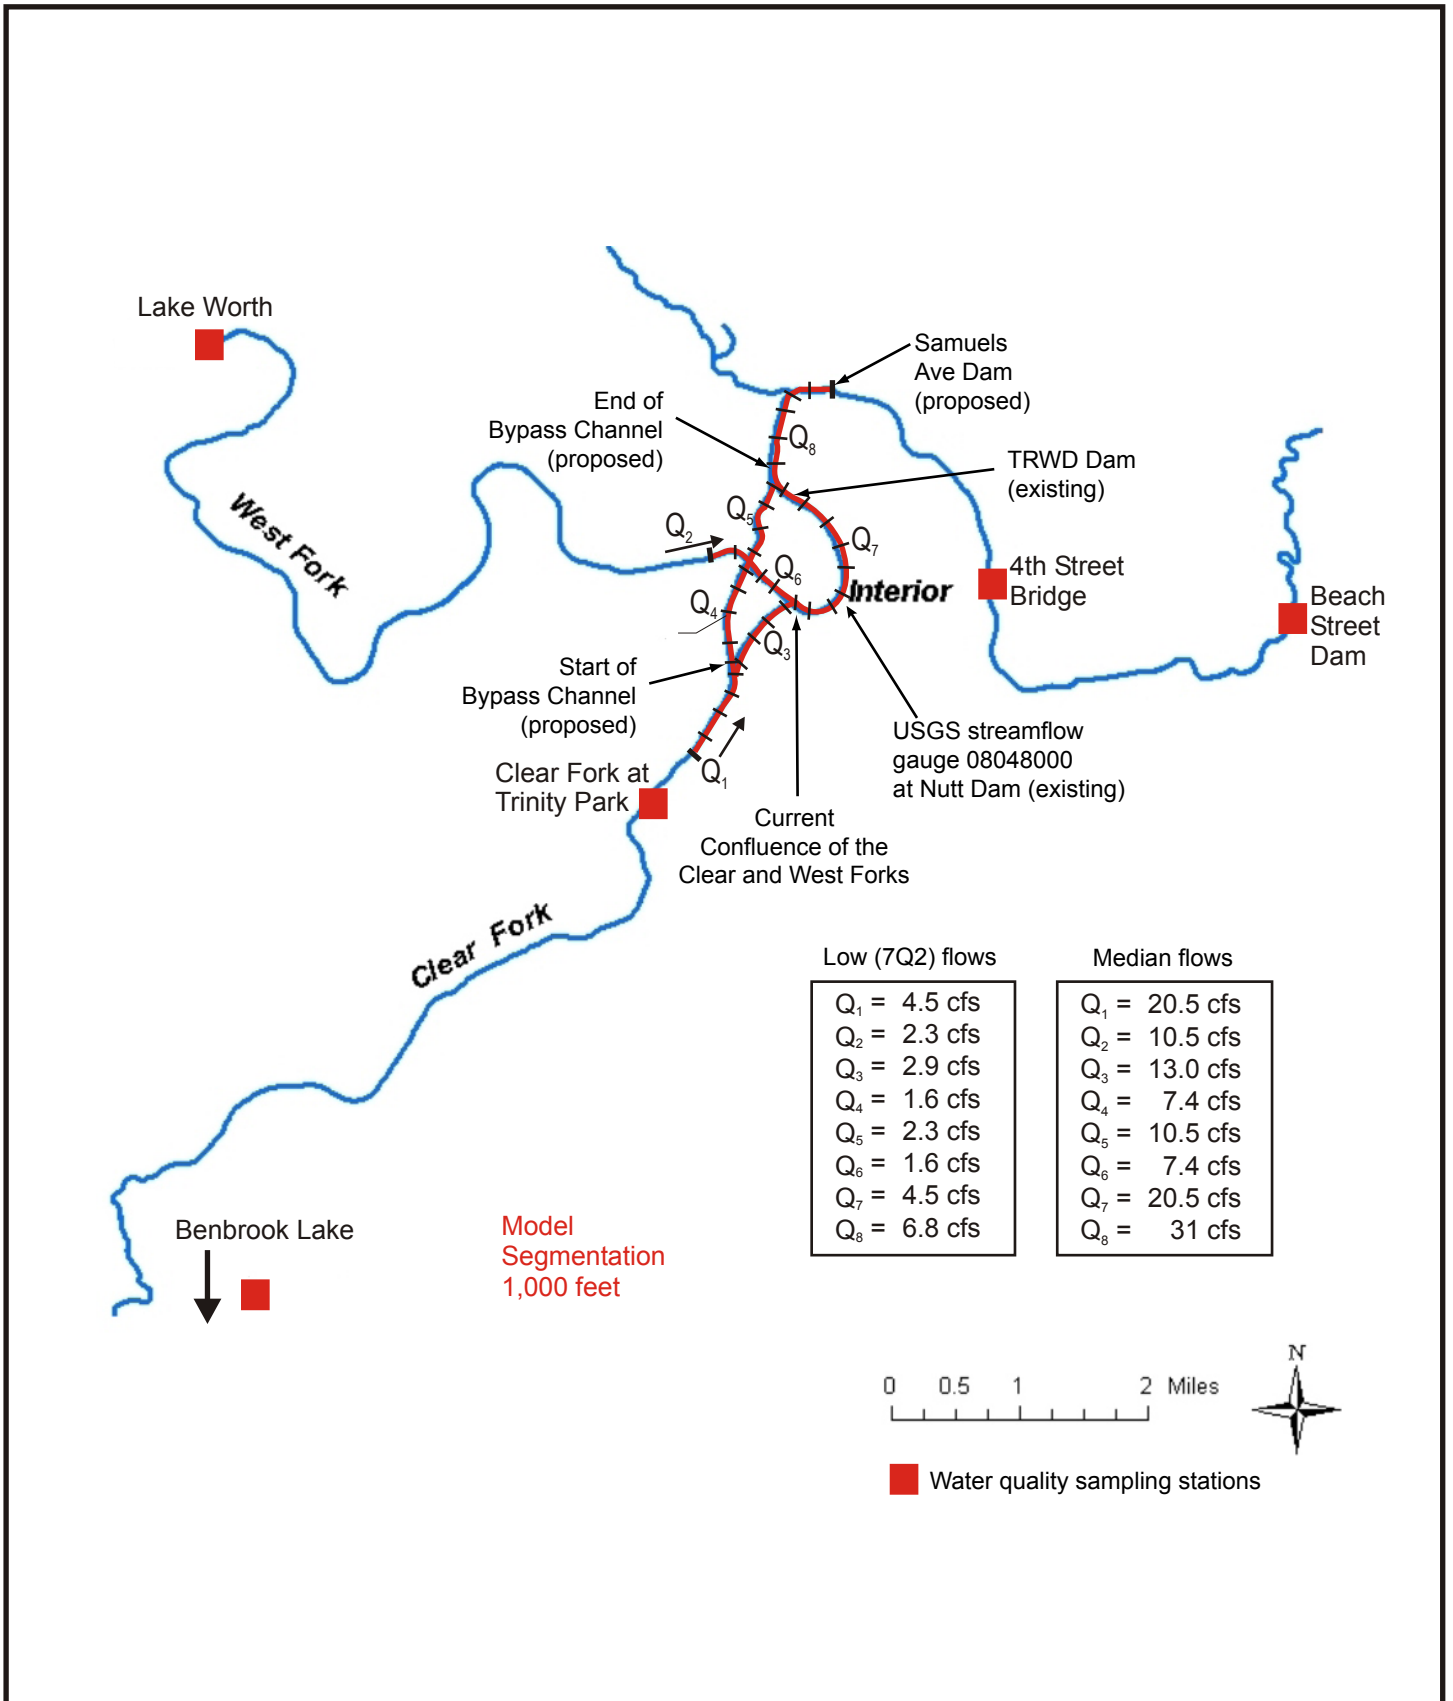 Lake Worth
Samuels
Ave Dam
(proposed)
End of
Bypass Channel
(proposed)
Q8
TRWD Dam
(existing)
West Fork
Q5
Q2
Q7
Q6
Interior
4th Street
Bridge
Beach
Street
Dam
Q4
Q3
Start of
Bypass Channel
(proposed)
USGS streamflow
gauge 08048000
at Nutt Dam (existing)
Clear Fork at
Trinity Park
Q1
Current
Confluence of the
Clear and West Forks
Clear Fork
Low (7Q2) flows
Q1 = 4.5 cfs
Q2 = 2.3 cfs
Q3 = 2.9 cfs
Q4 = 1.6 cfs
Q5 = 2.3 cfs
Q6 = 1.6 cfs
Q7 = 4.5 cfs
Q8 = 6.8 cfs
Median flows
Q1 = 20.5 cfs
Q2 = 10.5 cfs
Q3 = 13.0 cfs
Q4 = 7.4 cfs
Q5 = 10.5 cfs
Q6 = 7.4 cfs
Q7 = 20.5 cfs
Q8 = 31 cfs
Benbrook Lake
Model
Segmentation
1,000 feet
0 0.5 1 2 Miles
N
Water quality sampling stations